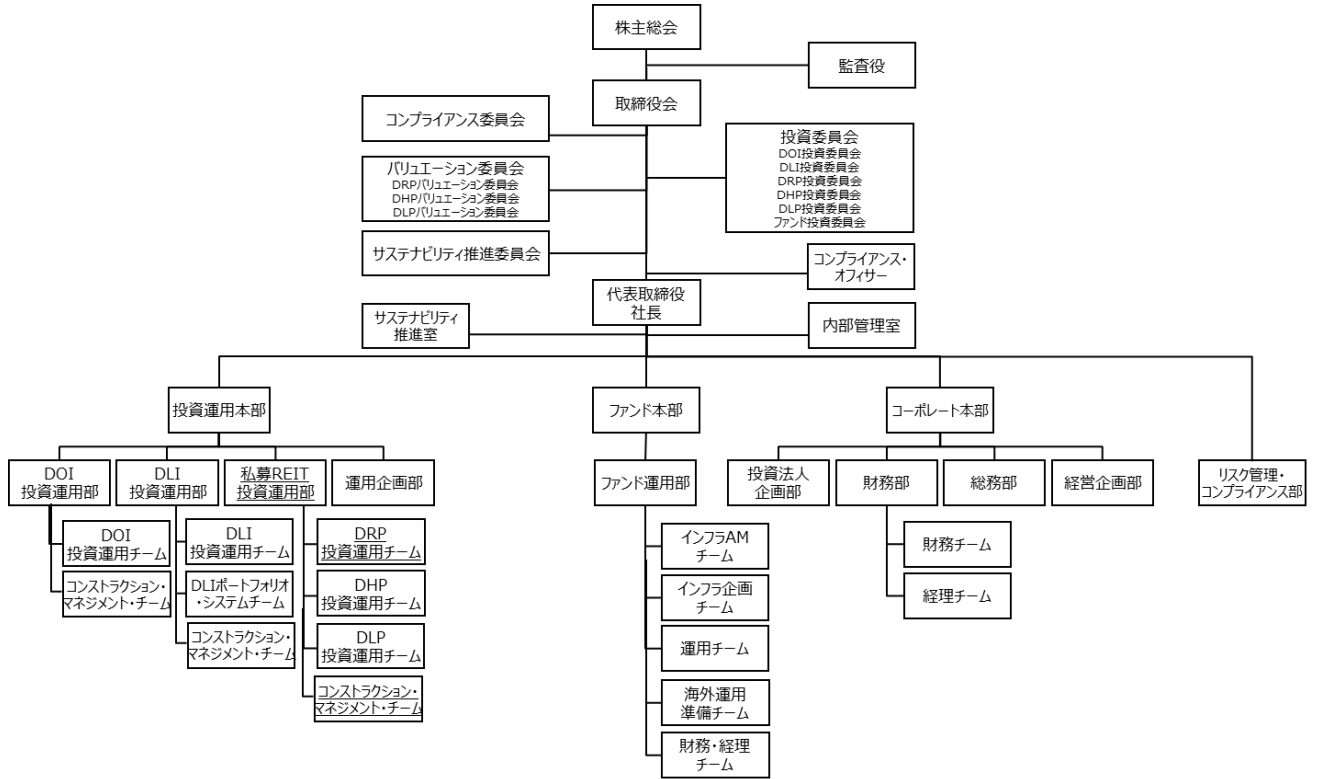 株主総会
監査役
取締役会
コンプライアンス委員会
投資委員会
DOI投資委員会
DLI投資委員会
DRP投資委員会
DHP投資委員会
DLP投資委員会
ファンド投資委員会
バリュエーション委員会
DRPバリュエーション委員会
DHPバリュエーション委員会
DLPバリュエーション委員会
サステナビリティ推進委員会
コンプライアンス・
オフィサー
代表取締役
社長
サステナビリティ
推進室
内部管理室
投資運用本部
ファンド本部
コーポレート本部
DOI
投資運用部
DLI
投資運用部
私募REIT
投資運用部
運用企画部
ファンド運用部
投資法人
企画部
財務部
総務部
経営企画部
リスク管理・
コンプライアンス部
DOI
投資運用チーム
コンストラクション・
マネジメント・チーム
DLI
投資運用チーム
DLIポートフォリオ
・システムチーム
コンストラクション・
マネジメント・チーム
DRP
投資運用チーム
DHP
投資運用チーム
DLP
投資運用チーム
コンストラクション・
マネジメント・チーム
インフラAM
チーム
インフラ企画
チーム
運用チーム
海外運用
準備チーム
財務・経理
チーム
財務チーム
経理チーム